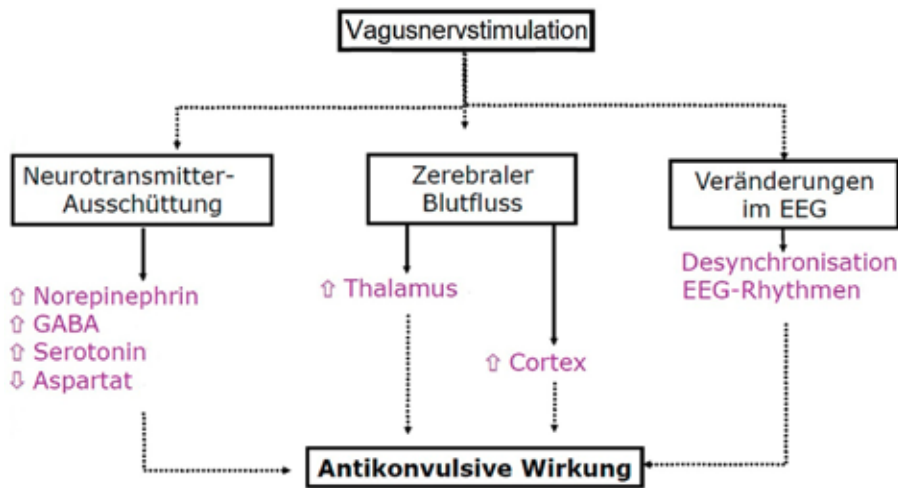 Vagusnervstimulation
Neurotransmitter-
Ausschüttung
Zerebraler
Blutfluss
Veränderungen
im EEG
⇧ Norepinephrin
⇧ GABA
⇧ Serotonin
⇩ Aspartat
⇧ Thalamus
⇧ Cortex
Desynchronisation
EEG-Rhythmen
Antikonvulsive Wirkung